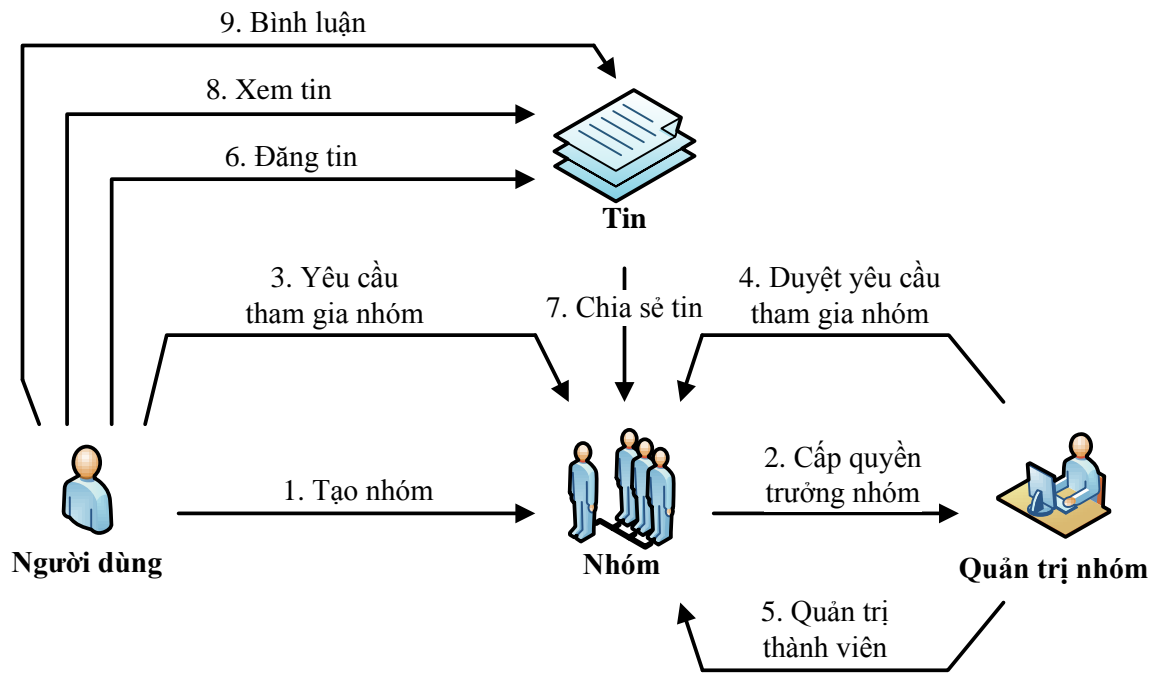 9. Bình luận
8. Xem tin
6. Đăng tin
Tin
3. Yêu cầu
tham gia nhóm
7. Chia sẻ tin
4. Duyệt yêu cầu
tham gia nhóm
1. Tạo nhóm
2. Cấp quyền
trưởng nhóm
Người dùng
Nhóm
Quản trị nhóm
5. Quản trị
thành viên